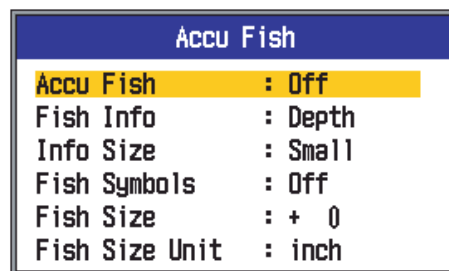 Accu Fish
Accu Fish : Off
Fish Info : Depth
Info Size : Small
Fish Symbols : Off
Fish Size : + 0
Fish Size Unit : inch